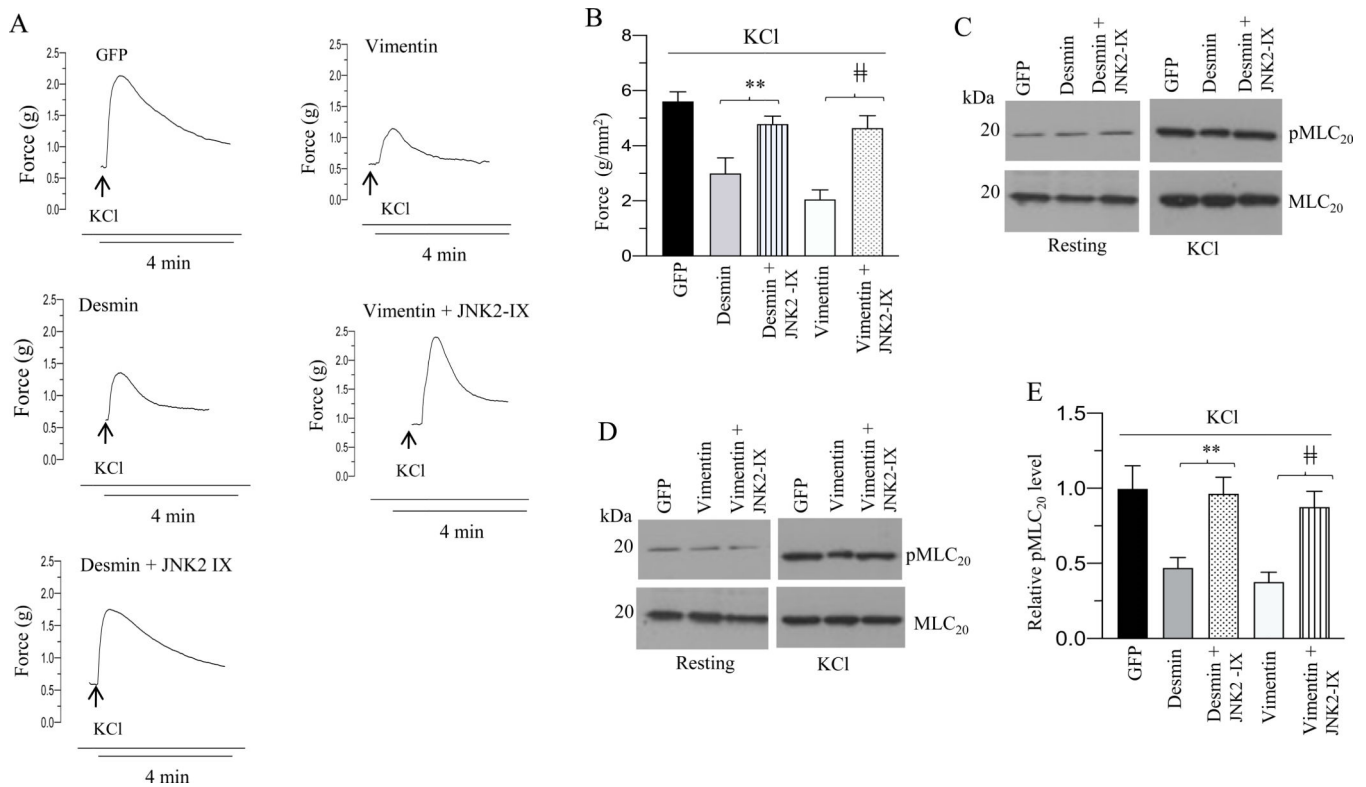 A
GFP
Force (g)
2.5
2.0
1.5
1.0
0.5
0.0
KCl
4 min
Vimentin
Force (g)
2.5
2.0
1.5
1.0
0.5
0.0
KCl
4 min
Desmin
Force (g)
2.5
2.0
1.5
1.0
0.5
0.0
KCl
4 min
Vimentin + JNK2-IX
Force (g)
2.5
2.0
1.5
1.0
0.5
0.0
KCl
4 min
Desmin + JNK2 IX
Force (g)
2.5
2.0
1.5
1.0
0.5
0.0
KCl
4 min
B
KCl
Force (g/mm²)
8
6
4
2
0
**
ǂǂ
GFP
Desmin
Desmin +
JNK2 -IX
Vimentin
Vimentin +
JNK2-IX
C
GFP
Desmin
Desmin +
JNK2-IX
GFP
Desmin
Desmin +
JNK2-IX
kDa
20
pMLC₂₀
20
MLC₂₀
Resting
KCl
D
GFP
Vimentin
Vimentin +
JNK2-IX
GFP
Vimentin
Vimentin +
JNK2-IX
kDa
20
pMLC₂₀
20
MLC₂₀
Resting
KCl
E
KCl
Relative pMLC₂₀ level
1.5
1.0
0.5
0.0
**
ǂǂ
GFP
Desmin
Desmin +
JNK2 -IX
Vimentin
Vimentin +
JNK2-IX